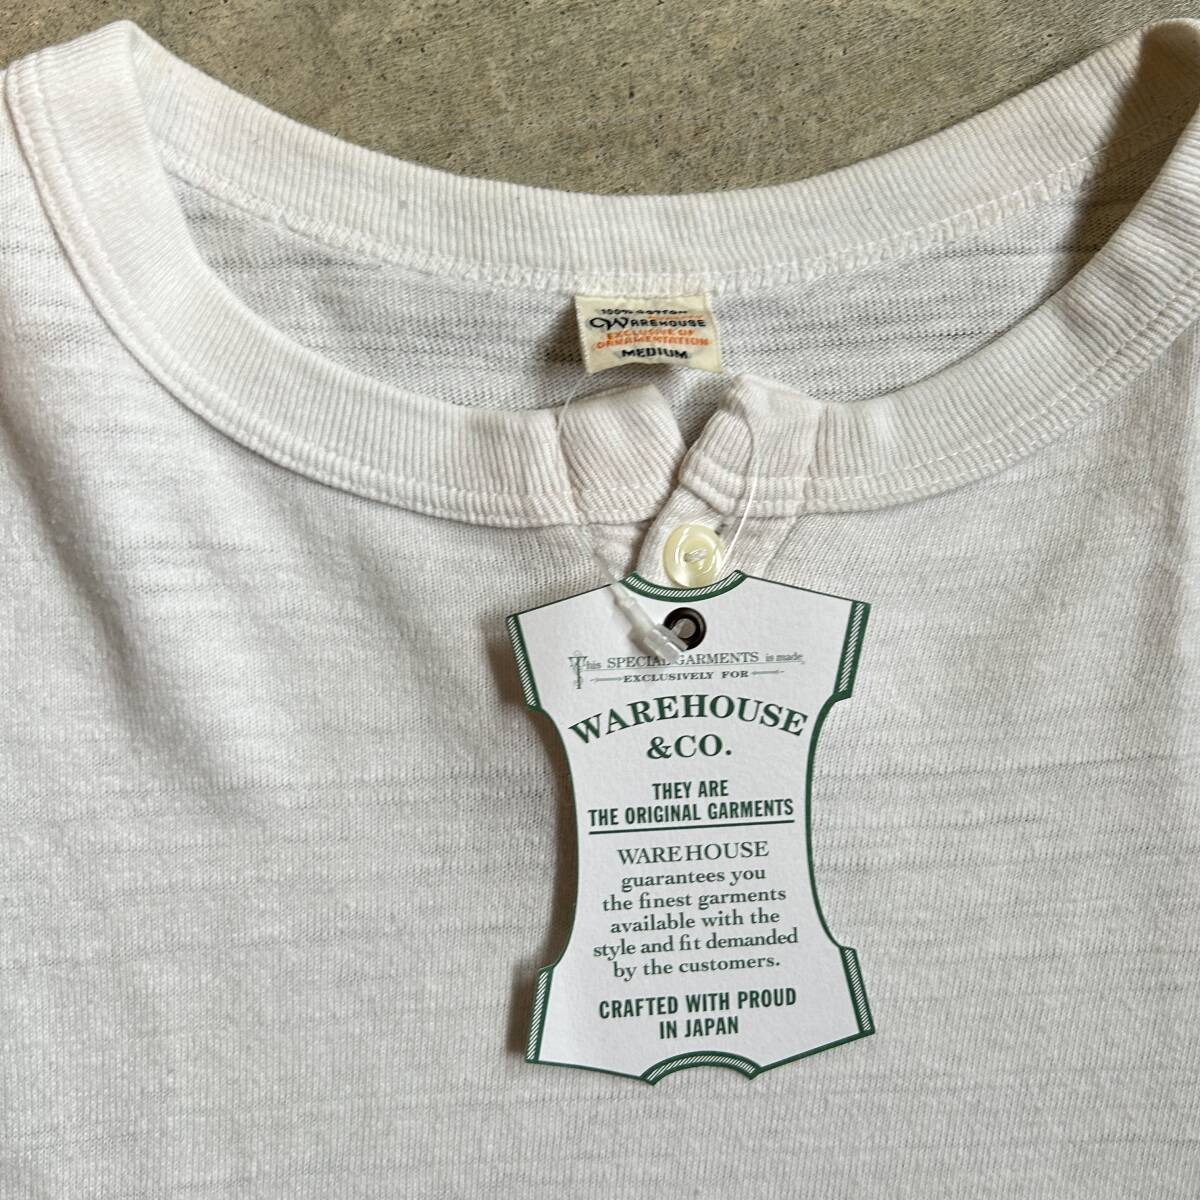 100% COTTON
WAREHOUSE
EXCLUSIVE OF
ORNAMENTATION
MEDIUM
This SPECIAL GARMENTS is made
EXCLUSIVELY FOR
WAREHOUSE
&CO.
THEY ARE
THE ORIGINAL GARMENTS
WAREHOUSE
guarantees you
the finest garments
available with the
style and fit demanded
by the customers.
CRAFTED WITH PROUD
IN JAPAN